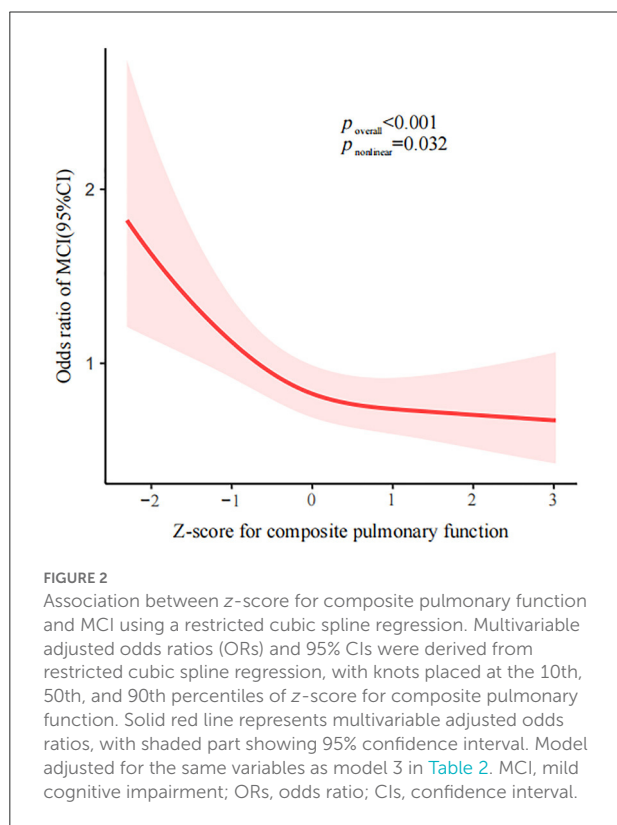 p overall<0.001
p nonlinear=0.032
Odds ratio of MCI(95%CI)
2
1
−2 −1 0 1 2 3
Z-score for composite pulmonary function
FIGURE 2
Association between z-score for composite pulmonary function
and MCI using a restricted cubic spline regression. Multivariable
adjusted odds ratios (ORs) and 95% CIs were derived from
restricted cubic spline regression, with knots placed at the 10th,
50th, and 90th percentiles of z-score for composite pulmonary
function. Solid red line represents multivariable adjusted odds
ratios, with shaded part showing 95% confidence interval. Model
adjusted for the same variables as model 3 in Table 2. MCI, mild
cognitive impairment; ORs, odds ratio; CIs, confidence interval.